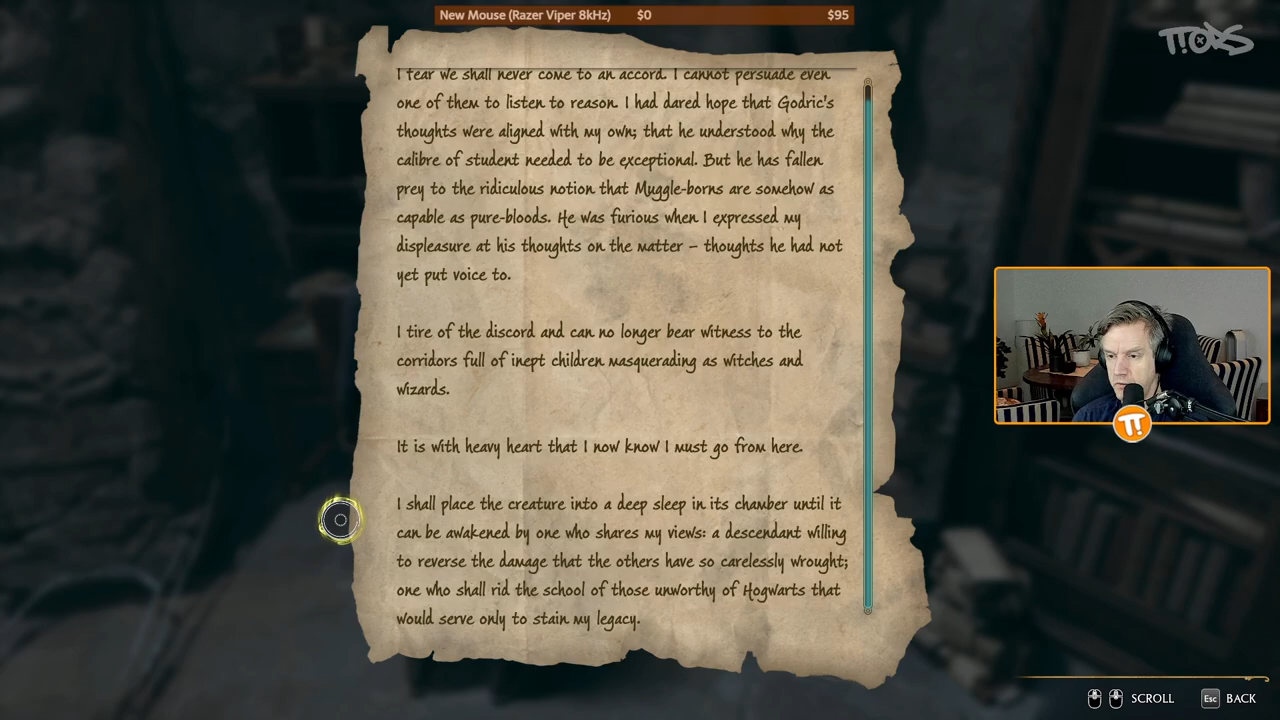 New Mouse (Razer Viper 8kHz) $0 $95
TTORS
I fear we shall never come to an accord. I cannot persuade even
one of them to listen to reason. I had dared hope that Godric's
thoughts were aligned with my own; that he understood why the
calibre of student needed to be exceptional. But he has fallen
prey to the ridiculous notion that Muggle-borns are somehow as
capable as pure-bloods. He was furious when I expressed my
displeasure at his thoughts on the matter – thoughts he had not
yet put voice to.
I tire of the discord and can no longer bear witness to the
corridors full of inept children masquerading as witches and
wizards.
It is with heavy heart that I now know I must go from here.
I shall place the creature into a deep sleep in its chamber until it
can be awakened by one who shares my views: a descendant willing
to reverse the damage that the others have so carelessly wrought;
one who shall rid the school of those unworthy of Hogwarts that
would serve only to stain my legacy.
T!
SCROLL Esc BACK